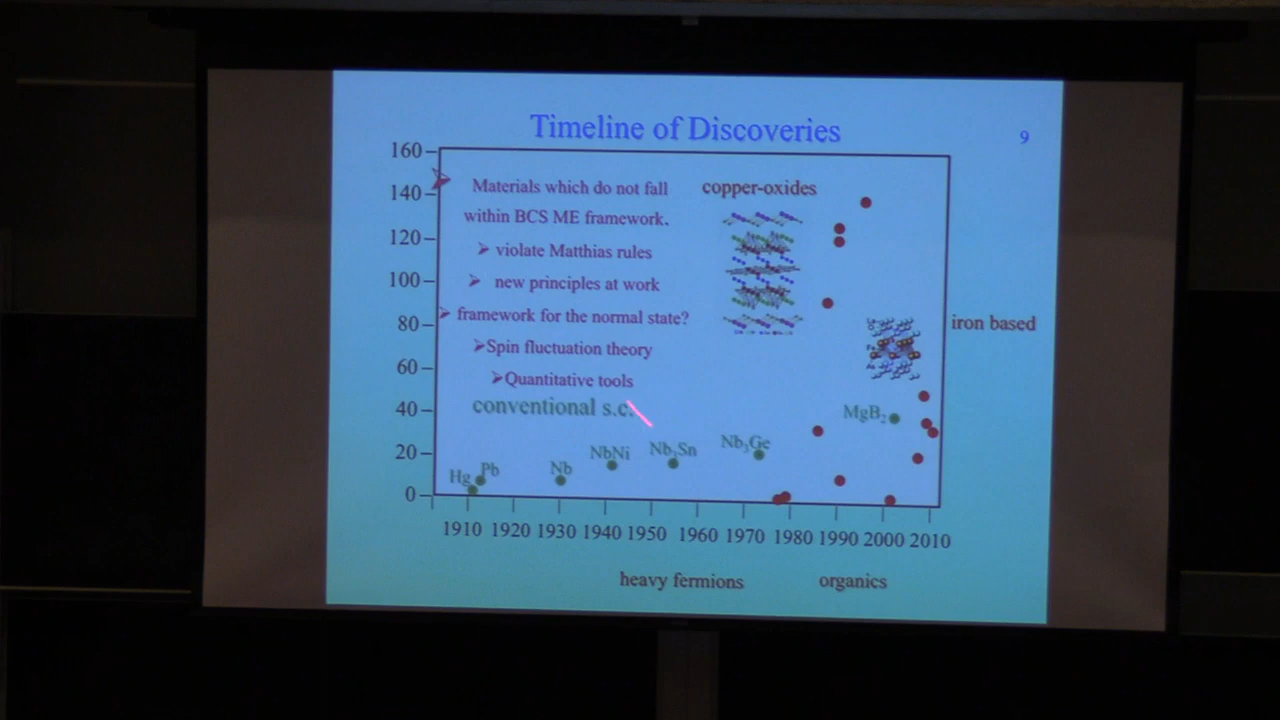 Timeline of Discoveries
9
160
140
120
100
80
60
40
20
0
Materials which do not fall
within BCS ME framework.
violate Matthias rules
new principles at work
framework for the normal state?
Spin fluctuation theory
Quantitative tools
conventional s.c.
copper-oxides
iron based
MgB2
Hg
Pb
Nb
NbNi
Nb3Sn
Nb3Ge
1910 1920 1930 1940 1950 1960 1970 1980 1990 2000 2010
heavy fermions
organics